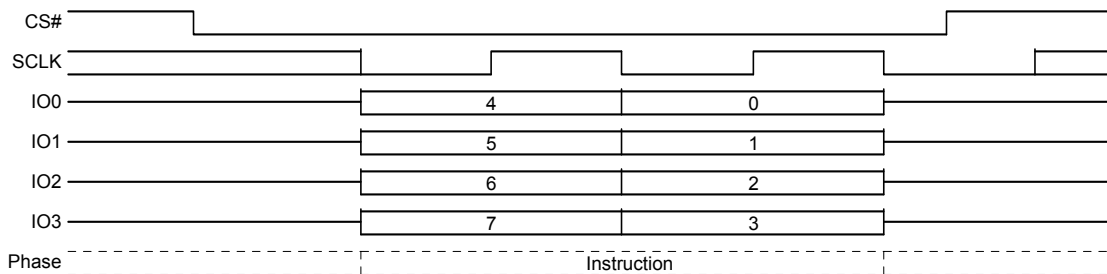 CS#
SCLK
IO0 4 0
IO1 5 1
IO2 6 2
IO3 7 3
Phase Instruction